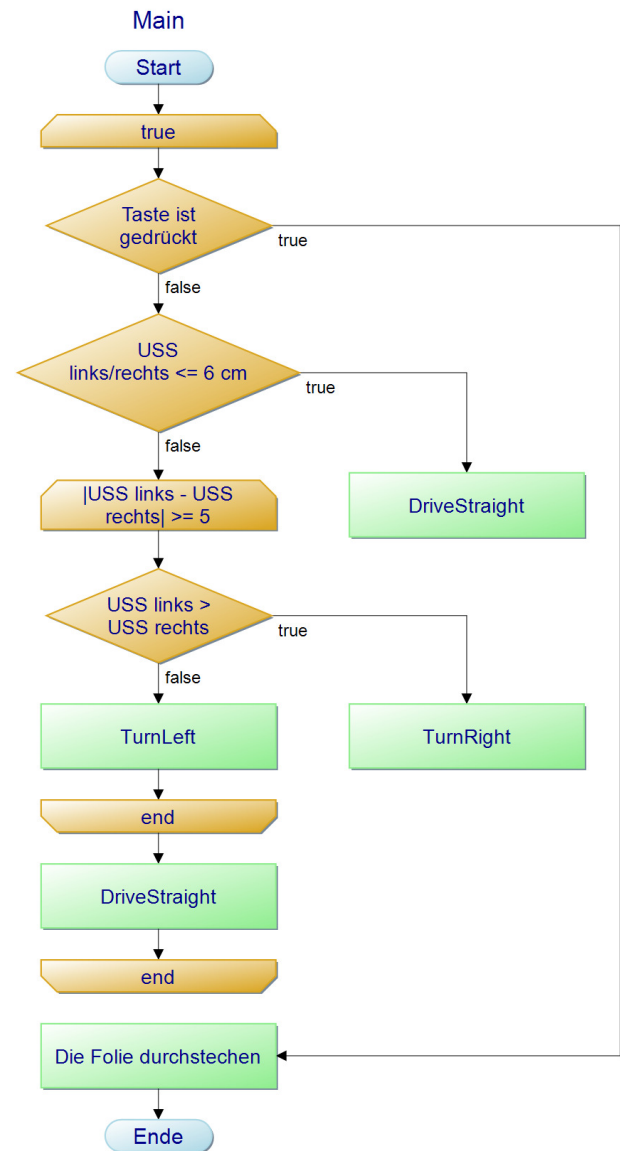 Main
Start
true
Taste ist
gedrückt
true
false
USS
links/rechts <= 6 cm
true
false
|USS links - USS
rechts| >= 5
DriveStraight
USS links >
USS rechts
true
false
TurnLeft
TurnRight
end
DriveStraight
end
Die Folie durchstechen
Ende